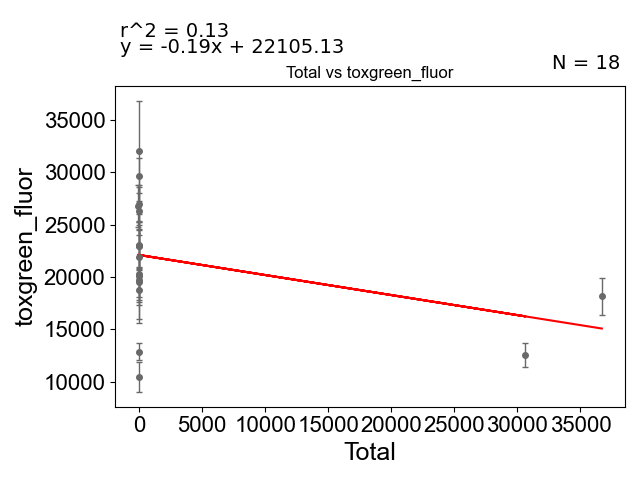 r^2 = 0.13
y = -0.19x + 22105.13
N = 18
Total vs toxgreen_fluor
35000
30000
25000
20000
15000
10000
toxgreen_fluor
0 5000 10000 15000 20000 25000 30000 35000
Total